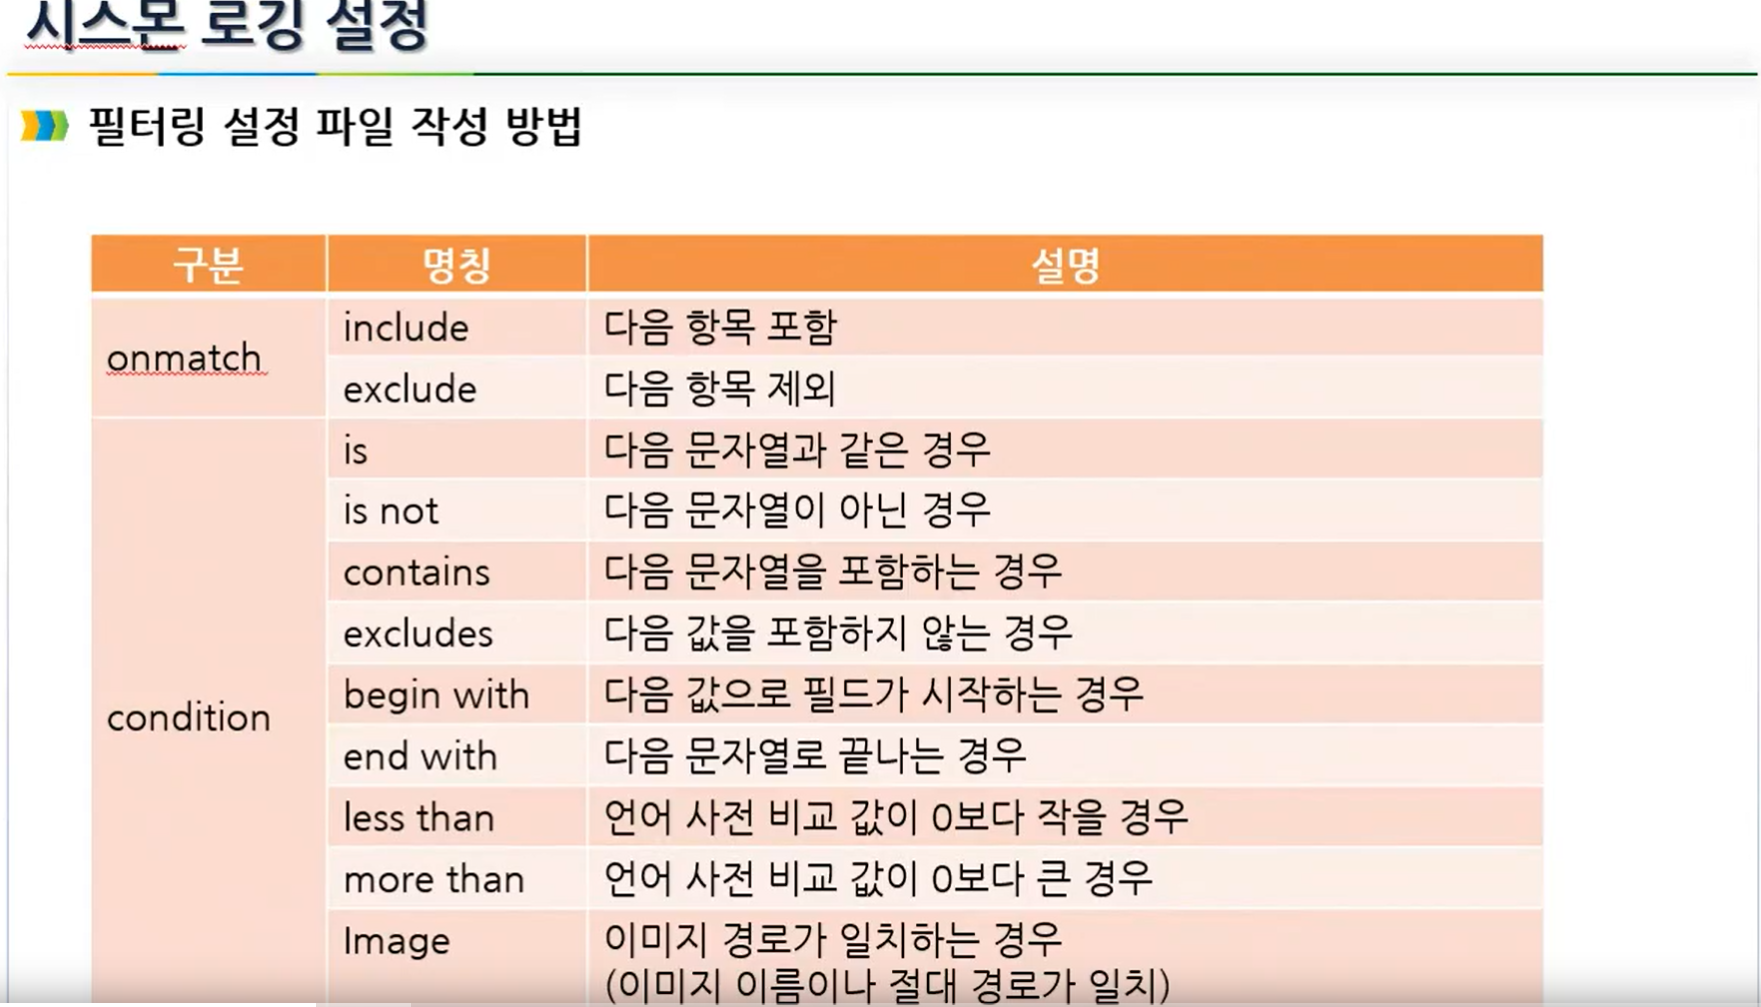 시스몬 로깅 설정
필터링 설정 파일 작성 방법
구분 명칭 설명
onmatch
include 다음 항목 포함
exclude 다음 항목 제외
condition
is 다음 문자열과 같은 경우
is not 다음 문자열이 아닌 경우
contains 다음 문자열을 포함하는 경우
excludes 다음 값을 포함하지 않는 경우
begin with 다음 값으로 필드가 시작하는 경우
end with 다음 문자열로 끝나는 경우
less than 언어 사전 비교 값이 0보다 작을 경우
more than 언어 사전 비교 값이 0보다 큰 경우
Image 이미지 경로가 일치하는 경우
(이미지 이름이나 절대 경로가 일치)